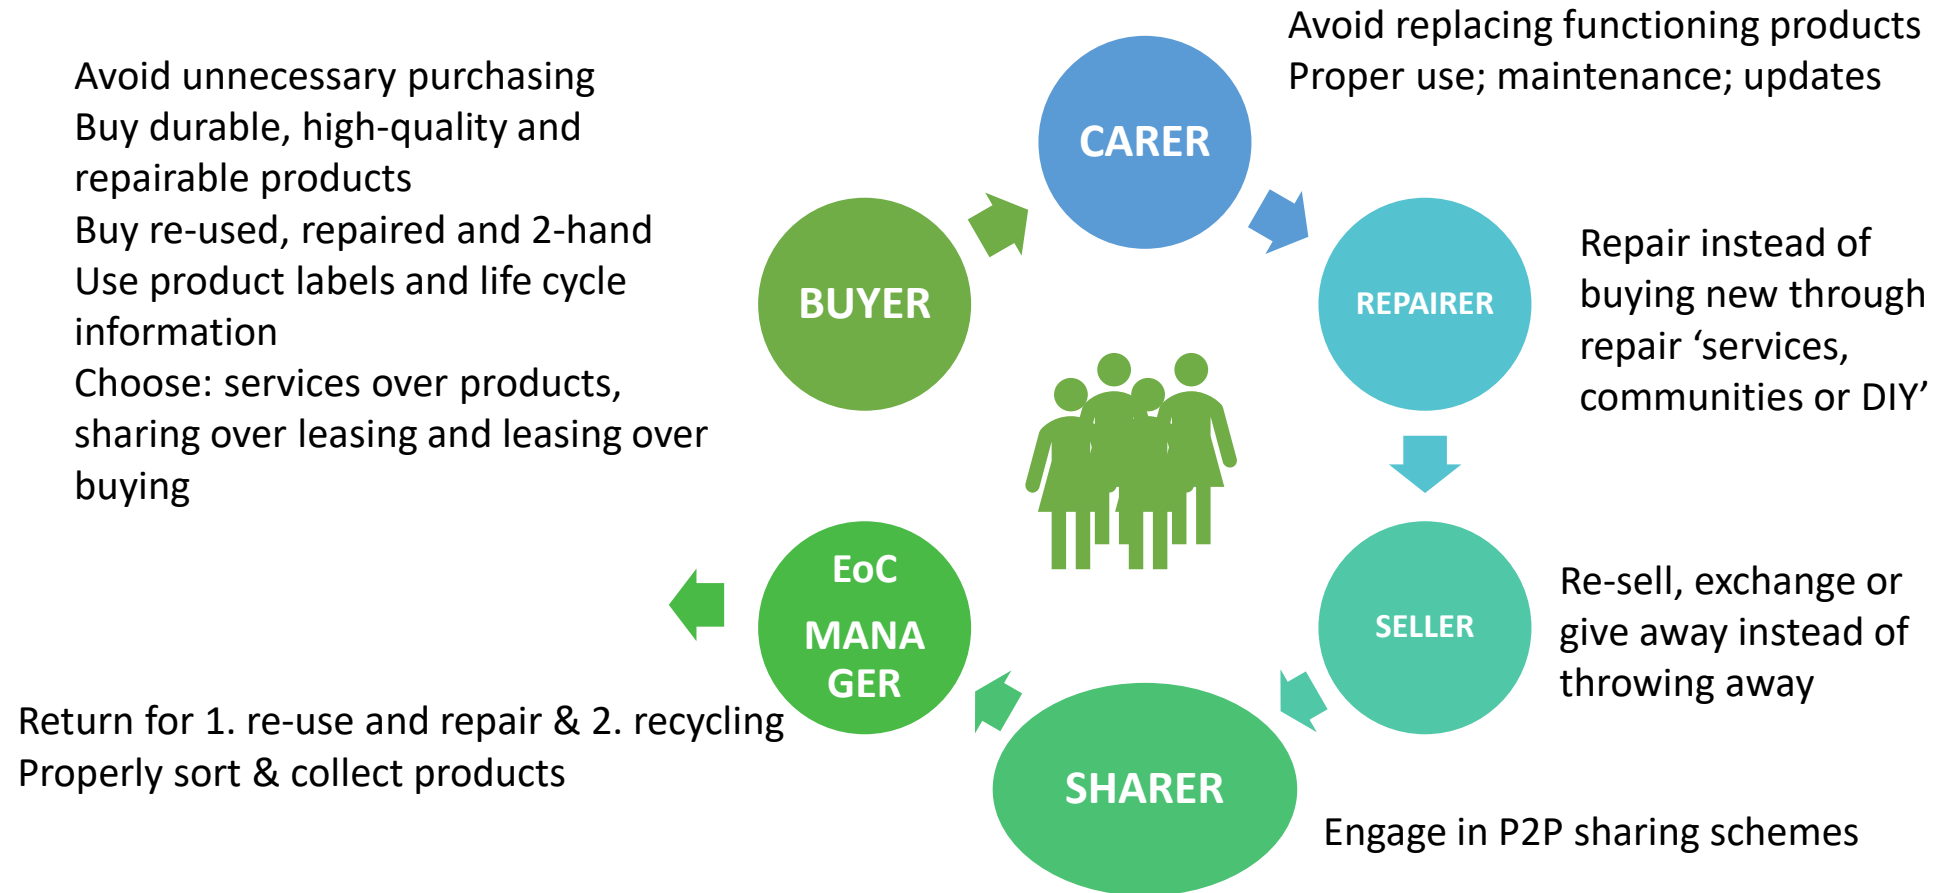 Avoid unnecessary purchasing
Buy durable, high-quality and
repairable products
Buy re-used, repaired and 2-hand
Use product labels and life cycle
information
Choose: services over products,
sharing over leasing and leasing over
buying
BUYER
CARER
Avoid replacing functioning products
Proper use; maintenance; updates
REPAIRER
Repair instead of
buying new through
repair ‘services,
communities or DIY’
SELLER
Re-sell, exchange or
give away instead of
throwing away
SHARER
Engage in P2P sharing schemes
EoC
MANA
GER
Return for 1. re-use and repair & 2. recycling
Properly sort & collect products